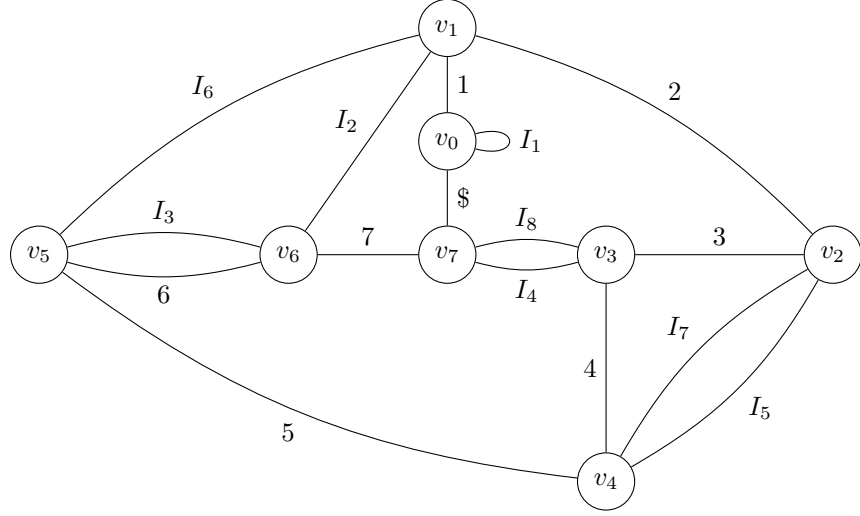 v₁
I₆
2
1
I₂
v₀
I₁
$
I₃
I₈
7
3
v₅
v₆
v₇
v₃
v₂
6
I₄
I₇
4
I₅
5
v₄